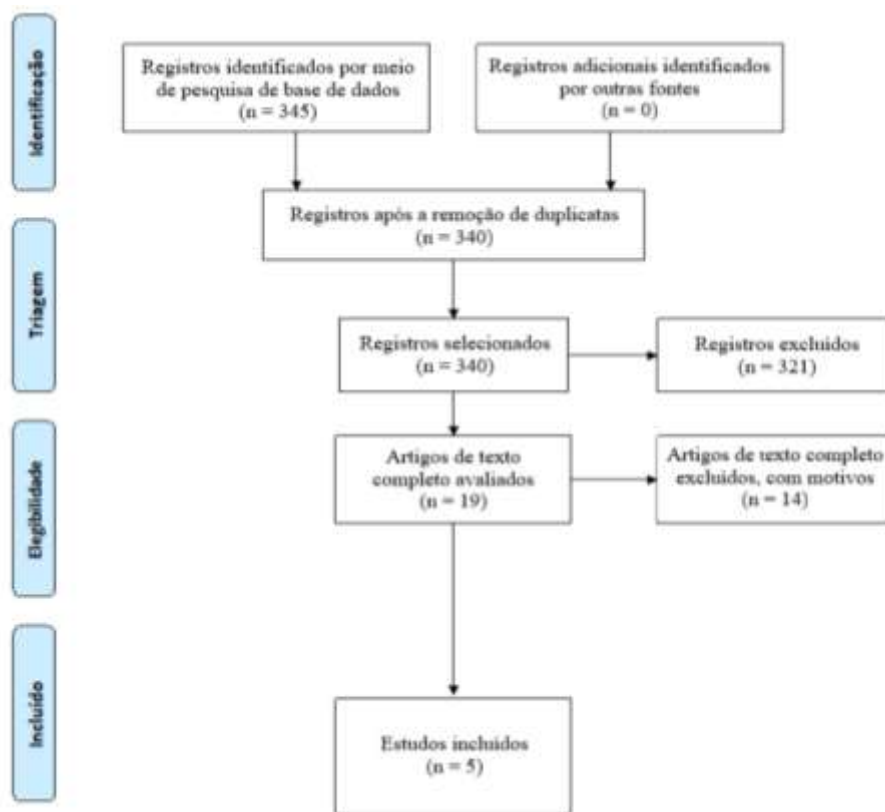 Identificação
Registros identificados por meio
de pesquisa de base de dados
(n = 345)
Registros adicionais identificados
por outras fontes
(n = 0)
Registros após a remoção de duplicatas
(n = 340)
Triagem
Registros selecionados
(n = 340)
Registros excluídos
(n = 321)
Elegibilidade
Artigos de texto
completo avaliados
(n = 19)
Artigos de texto completo
excluídos, com motivos
(n = 14)
Incluído
Estudos incluídos
(n = 5)